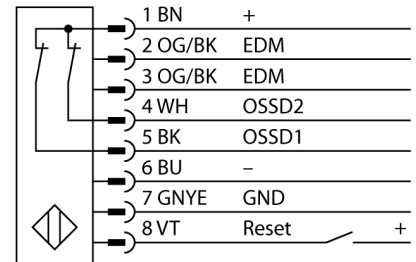 1 BN +
2 OG/BK EDM
3 OG/BK EDM
4 WH OSSD2
5 BK OSSD1
6 BU –
7 GNYE GND
8 VT Reset +